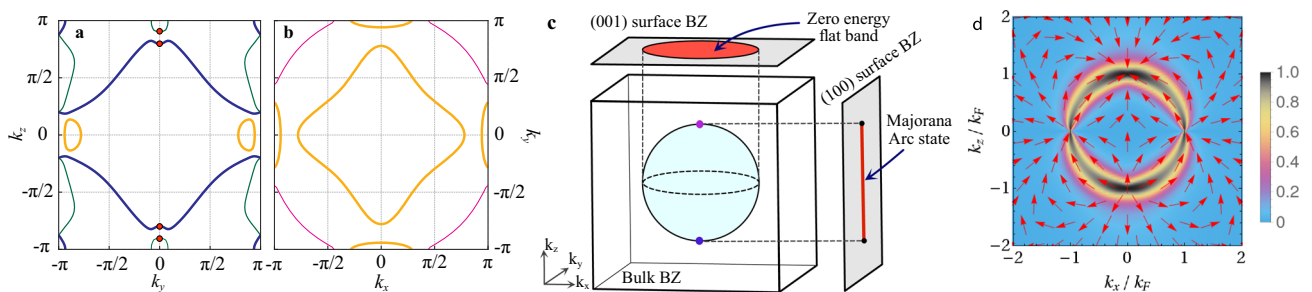 a
π
π/2
0
-π/2
-π
k_z
-π
-π/2
0
π/2
π
k_y
b
π
π/2
0
-π/2
-π
k_y
-π/2
0
π/2
π
k_x
c
(001) surface BZ
Zero energy
flat band
(100) surface BZ
Majorana
Arc state
k_z
k_y
k_x
Bulk BZ
d
2
1
0
−1
−2
k_z / k_F
−2
−1
0
1
2
k_x / k_F
1.0
0.8
0.6
0.4
0.2
0